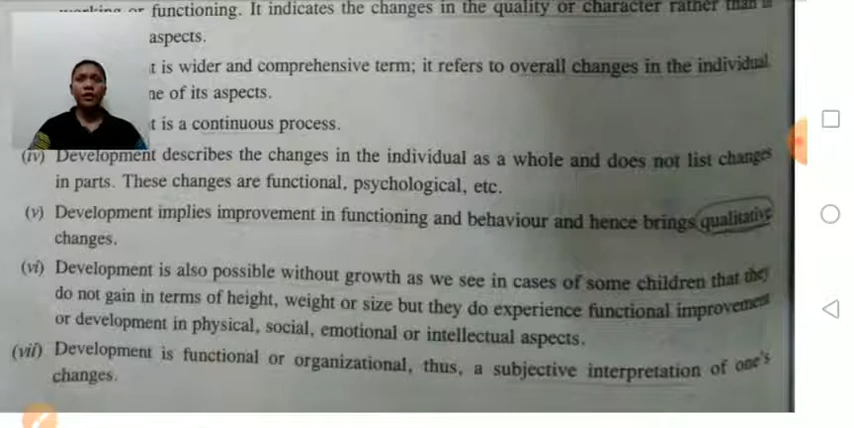 functioning. It indicates the changes in the quality or character rather than
aspects.
t is wider and comprehensive term; it refers to overall changes in the individual
ne of its aspects.
t is a continuous process.
(iv) Development describes the changes in the individual as a whole and does not list changes
in parts. These changes are functional, psychological, etc.
(v) Development implies improvement in functioning and behaviour and hence brings qualitative
changes.
(vi) Development is also possible without growth as we see in cases of some children that they
do not gain in terms of height, weight or size but they do experience functional improvement
or development in physical, social, emotional or intellectual aspects.
(vii) Development is functional or organizational, thus, a subjective interpretation of one's
changes.